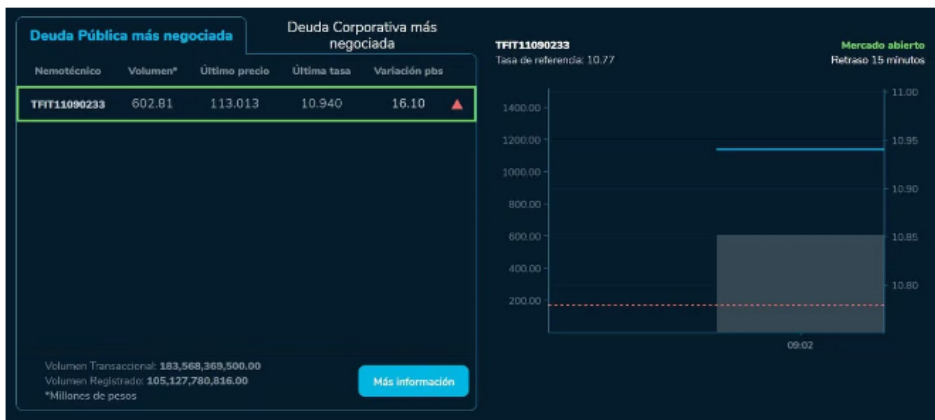 Deuda Pública más negociada
Deuda Corporativa más
negociada
Nemotécnico Volumen* Último precio Última tasa Variación pbs
TFIT11090233 602.81 113.013 10.940 16.10
Volumen Transaccional: 183,568,369,500.00
Volumen Registrado: 105,127,780,816.00
*Millones de pesos
Más información
TFIT11090233
Mercado abierto
Tasa de referencia: 10.77
Retraso 15 minutos
1400.00
1200.00
1000.00
800.00
600.00
400.00
200.00
11.00
10.95
10.90
10.85
10.80
09:02